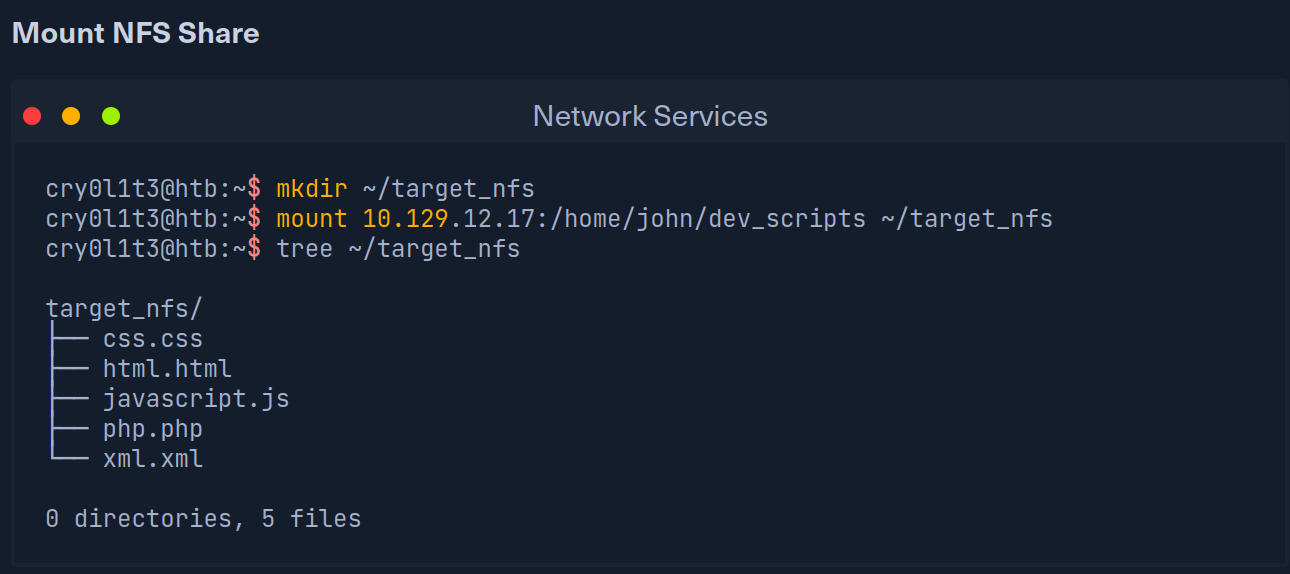 Mount NFS Share
Network Services
cry0l1t3@htb:~$ mkdir ~/target_nfs
cry0l1t3@htb:~$ mount 10.129.12.17:/home/john/dev_scripts ~/target_nfs
cry0l1t3@htb:~$ tree ~/target_nfs
target_nfs/
├── css.css
├── html.html
├── javascript.js
├── php.php
└── xml.xml
0 directories, 5 files